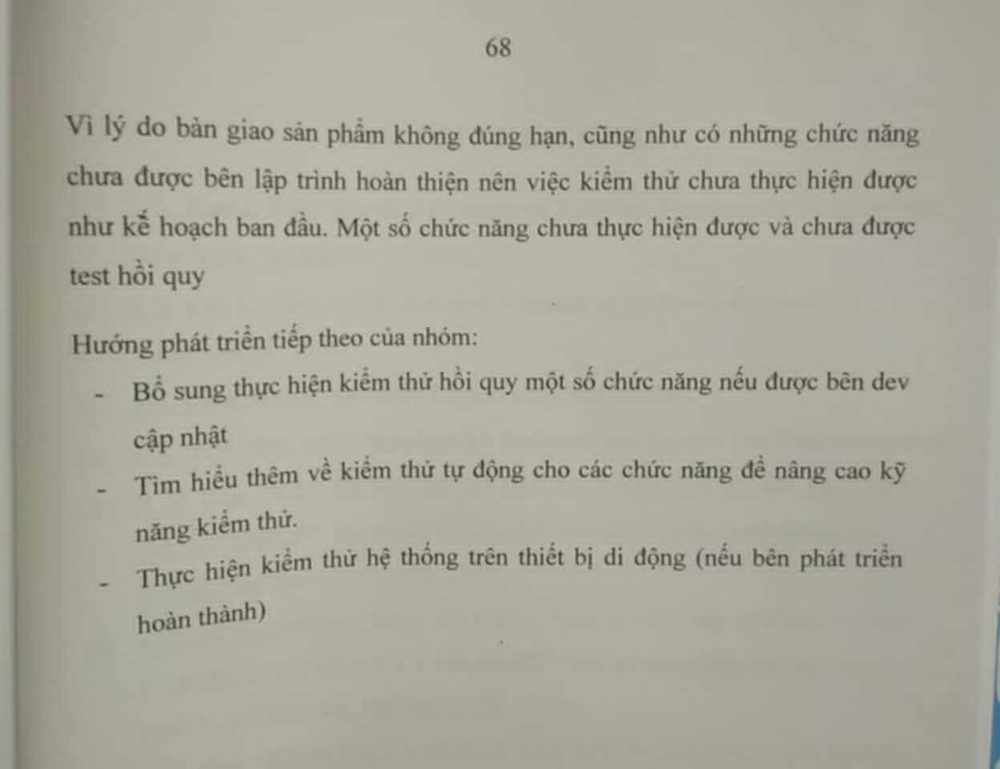 68
Vì lý do bàn giao sản phẩm không đúng hạn, cũng như có những chức năng
chưa được bên lập trình hoàn thiện nên việc kiểm thử chưa thực hiện được
như kế hoạch ban đầu. Một số chức năng chưa thực hiện được và chưa được
test hồi quy
Hướng phát triển tiếp theo của nhóm:
- Bổ sung thực hiện kiểm thử hồi quy một số chức năng nếu được bên dev
cập nhật
- Tìm hiểu thêm về kiểm thử tự động cho các chức năng để nâng cao kỹ
năng kiểm thử.
- Thực hiện kiểm thử hệ thống trên thiết bị di động (nếu bên phát triển
hoàn thành)